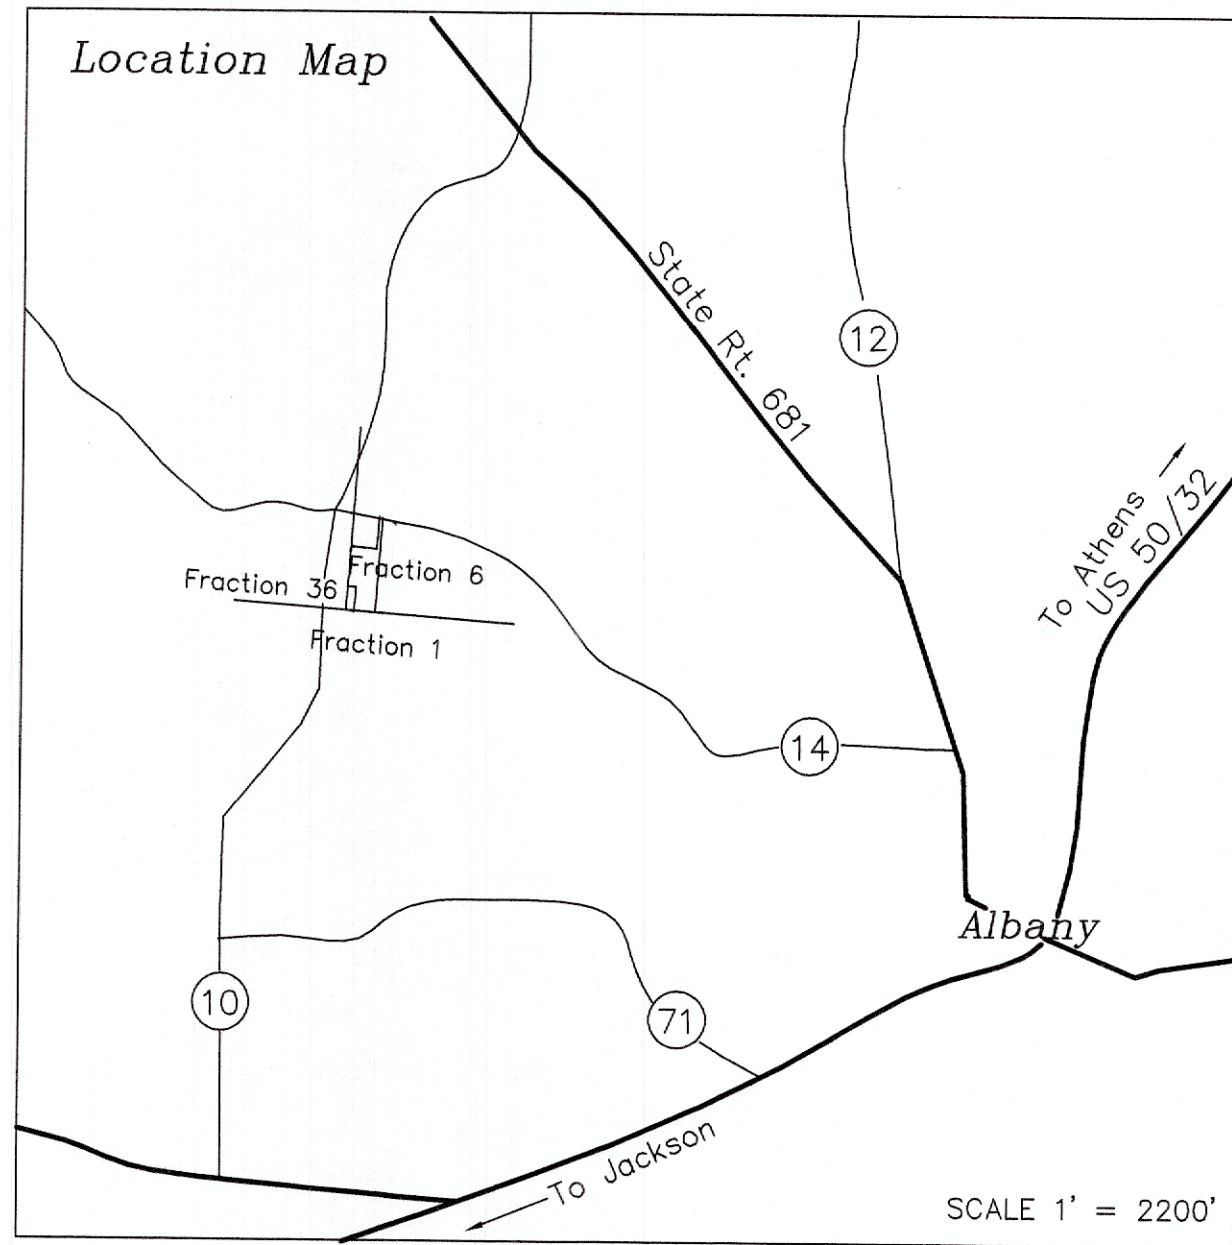 Location Map
State Rt. 681
12
To Athens
US 50/32
Fraction 6
Fraction 36
Fraction 1
14
Albany
10
71
To Jackson
SCALE 1' = 2200'